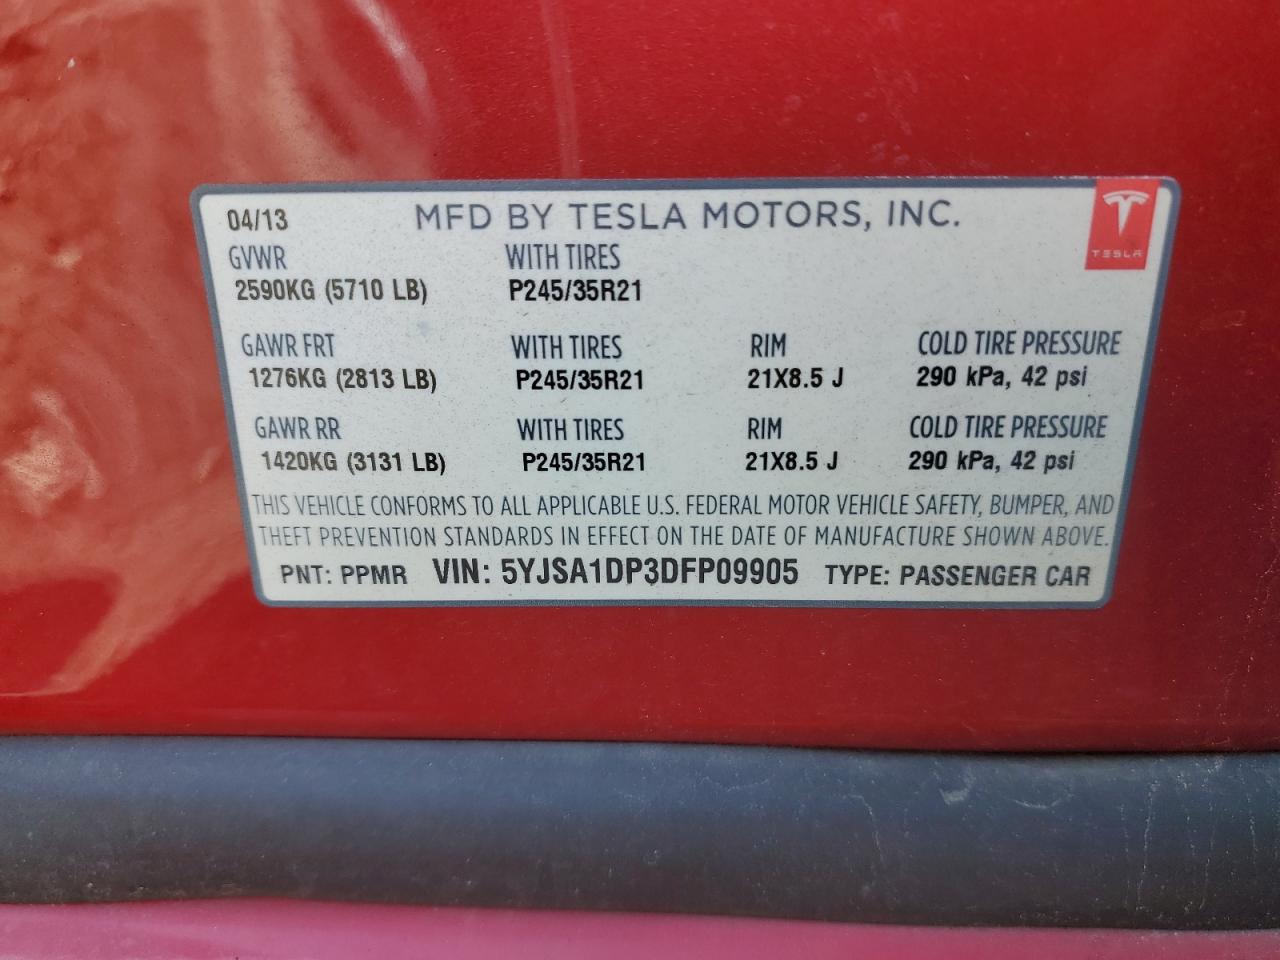 04/13 MFD BY TESLA MOTORS, INC.
TESLA
GVWR WITH TIRES
2590KG (5710 LB) P245/35R21
GAWR FRT WITH TIRES RIM COLD TIRE PRESSURE
1276KG (2813 LB) P245/35R21 21X8.5 J 290 kPa, 42 psi
GAWR RR WITH TIRES RIM COLD TIRE PRESSURE
1420KG (3131 LB) P245/35R21 21X8.5 J 290 kPa, 42 psi
THIS VEHICLE CONFORMS TO ALL APPLICABLE U.S. FEDERAL MOTOR VEHICLE SAFETY, BUMPER, AND
THEFT PREVENTION STANDARDS IN EFFECT ON THE DATE OF MANUFACTURE SHOWN ABOVE.
PNT: PPMR VIN: 5YJSA1DP3DFP09905 TYPE: PASSENGER CAR